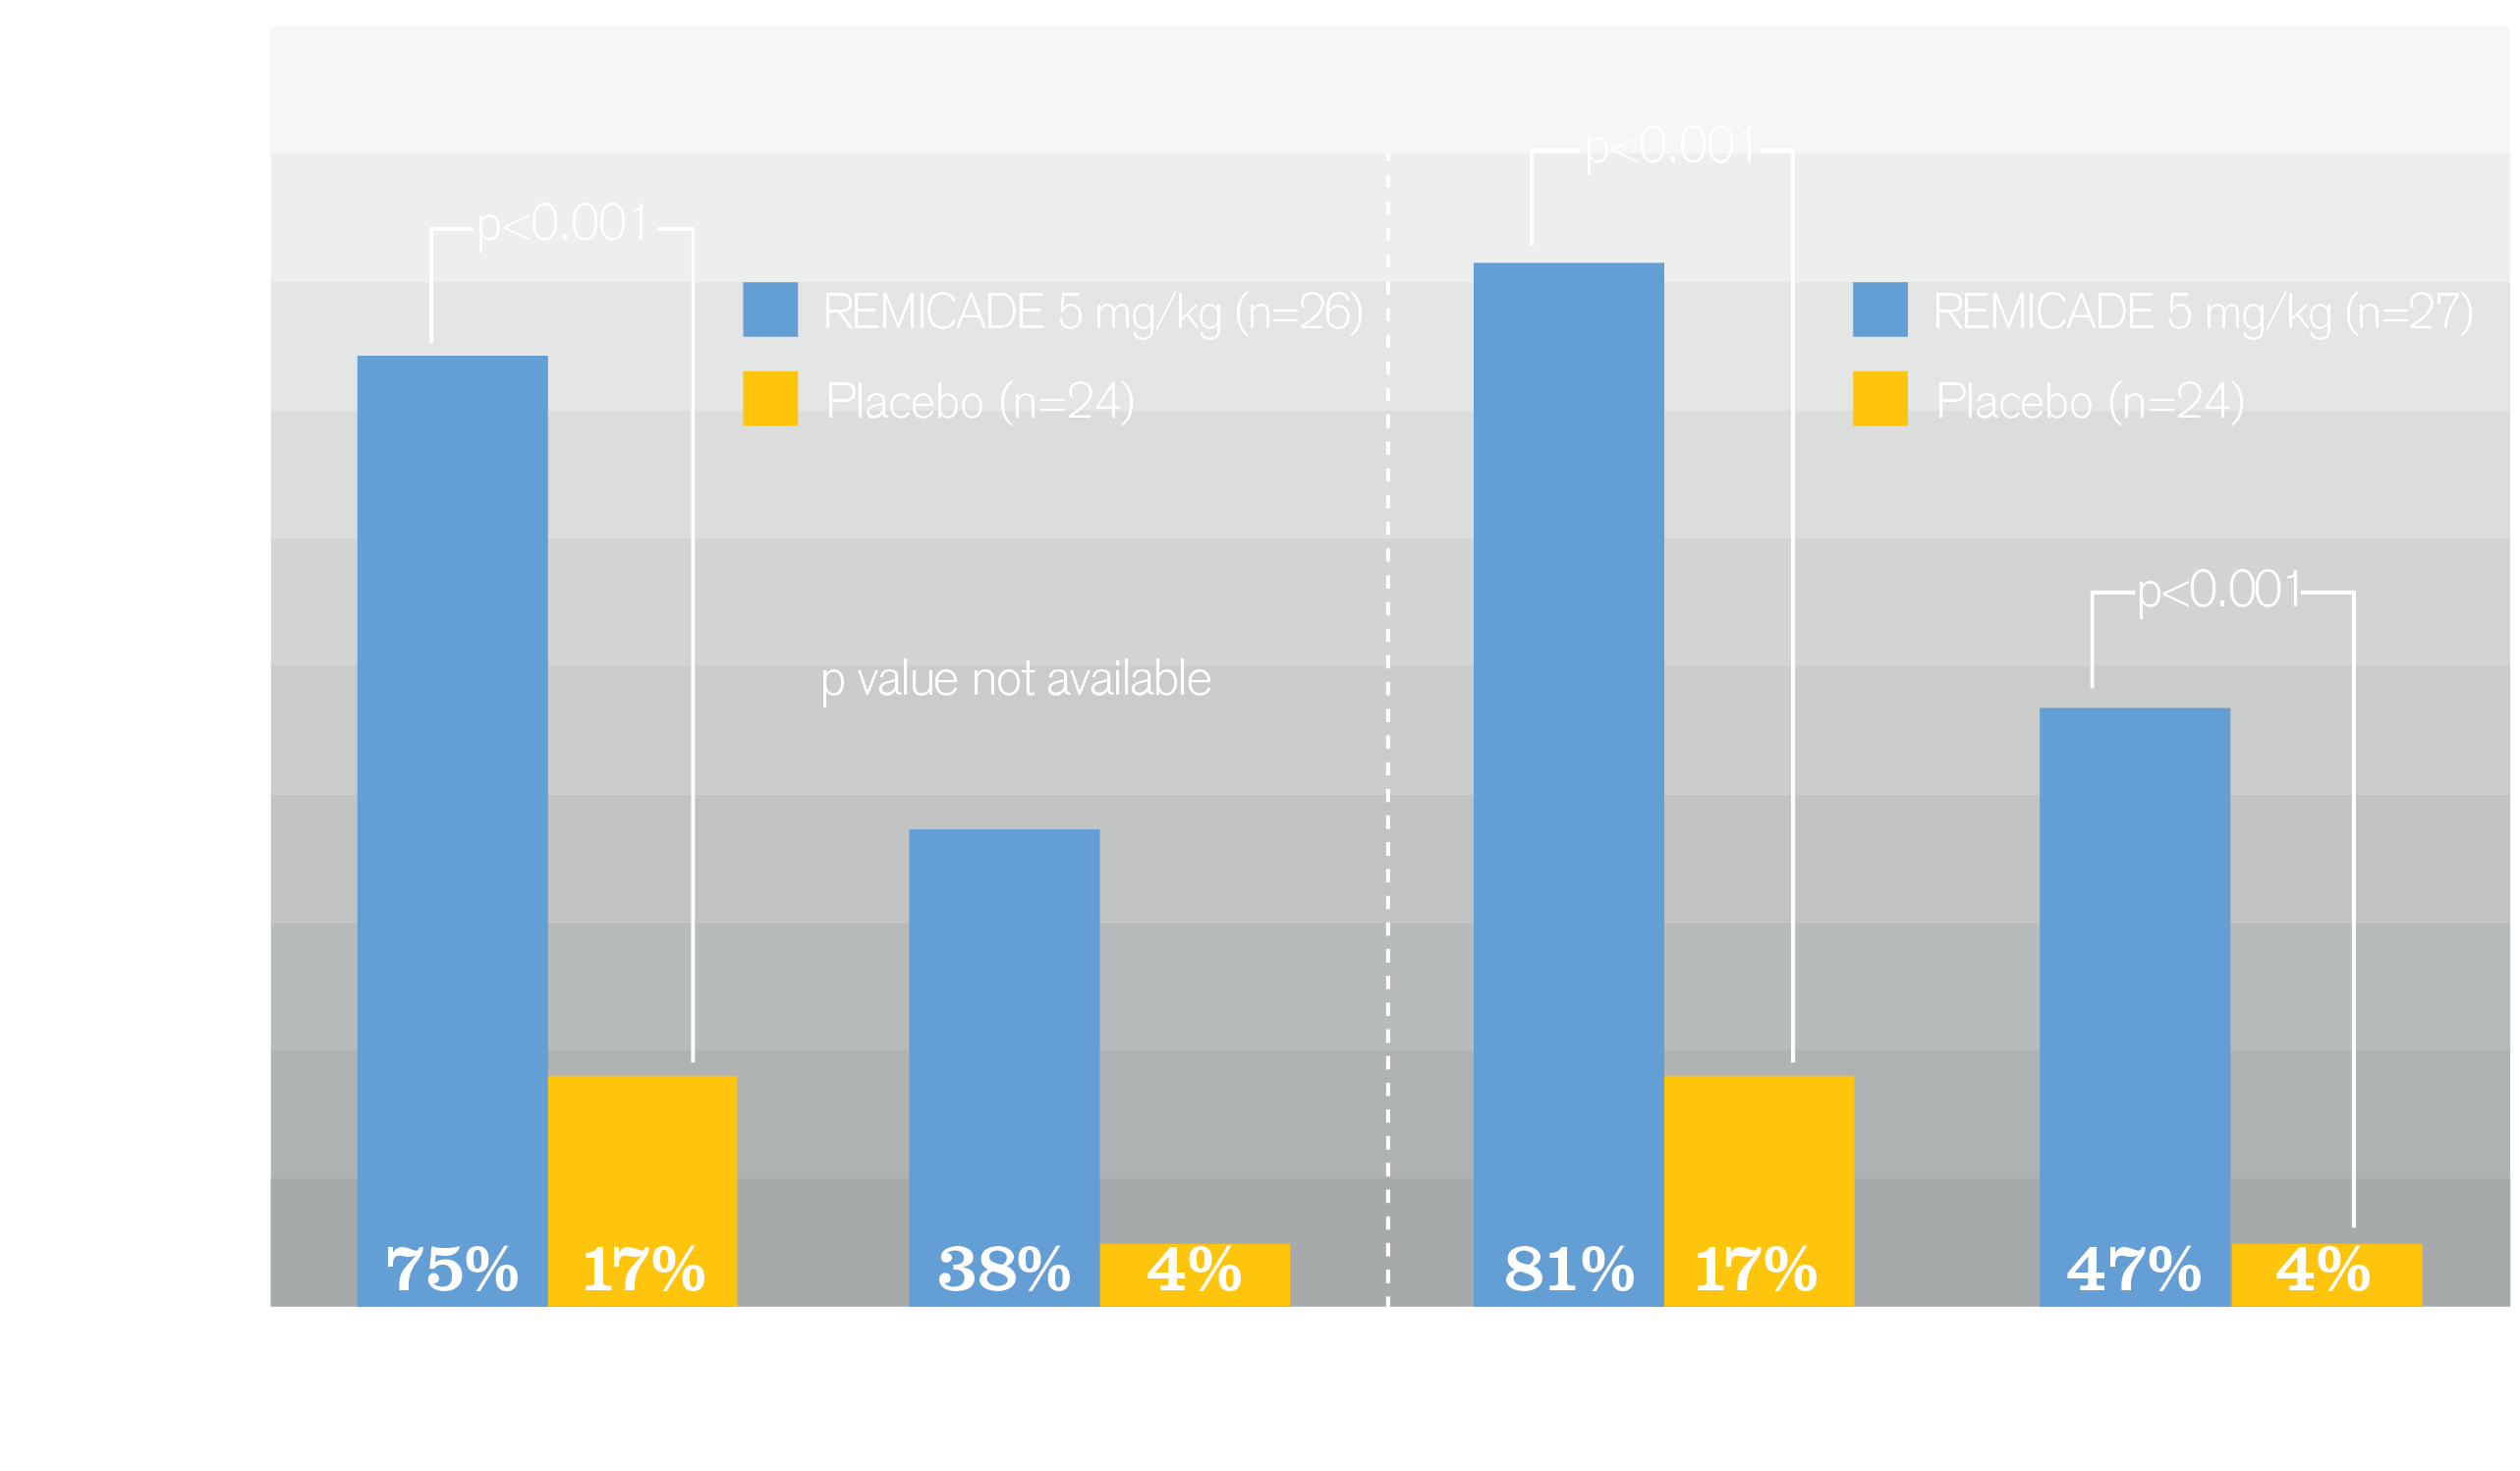 p<0.001
REMICADE 5 mg/kg (n=26)
Placebo (n=24)
p value not available
75%
17%
38%
4%
p<0.001
REMICADE 5 mg/kg (n=27)
Placebo (n=24)
p<0.001
81%
17%
47%
4%